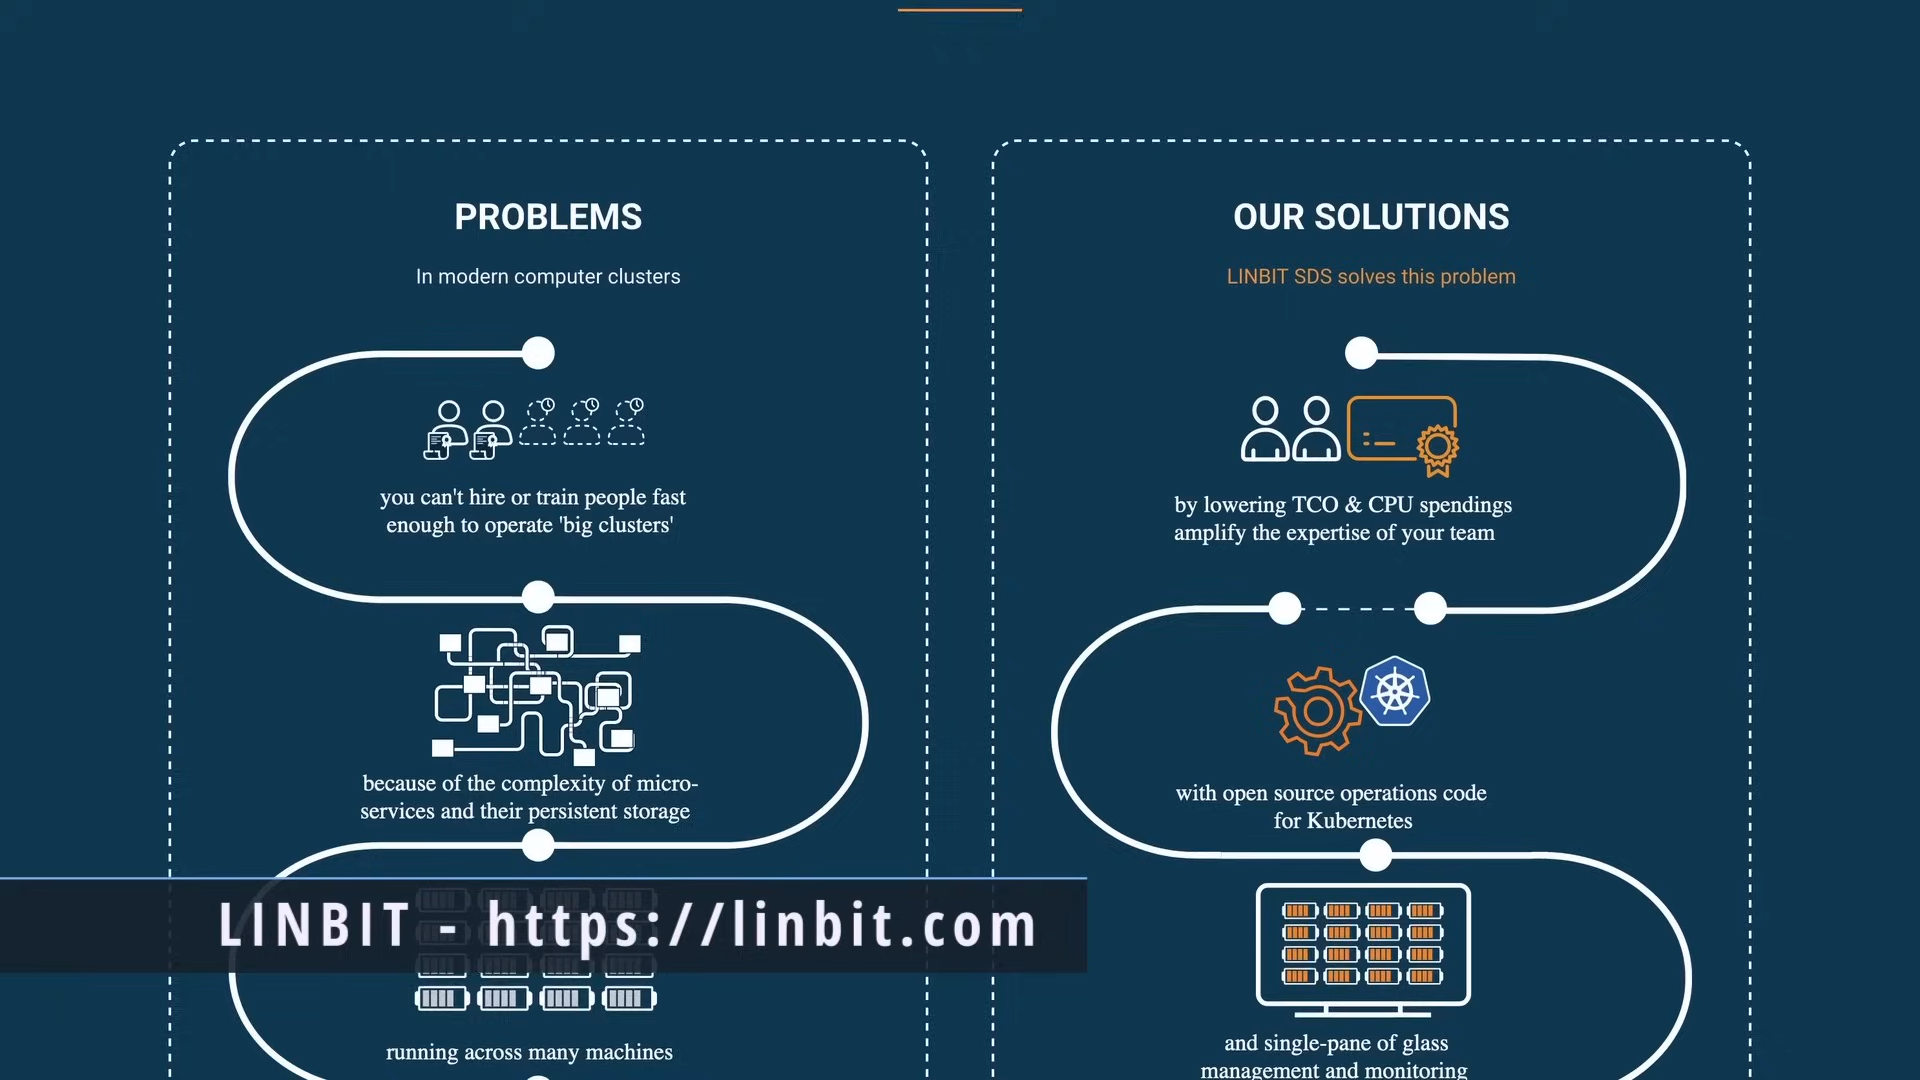 PROBLEMS
In modern computer clusters
you can't hire or train people fast
enough to operate 'big clusters'
because of the complexity of micro-
services and their persistent storage
running across many machines
OUR SOLUTIONS
LINBIT SDS solves this problem
by lowering TCO & CPU spendings
amplify the expertise of your team
with open source operations code
for Kubernetes
and single-pane of glass
management and monitoring
LINBIT - https://linbit.com